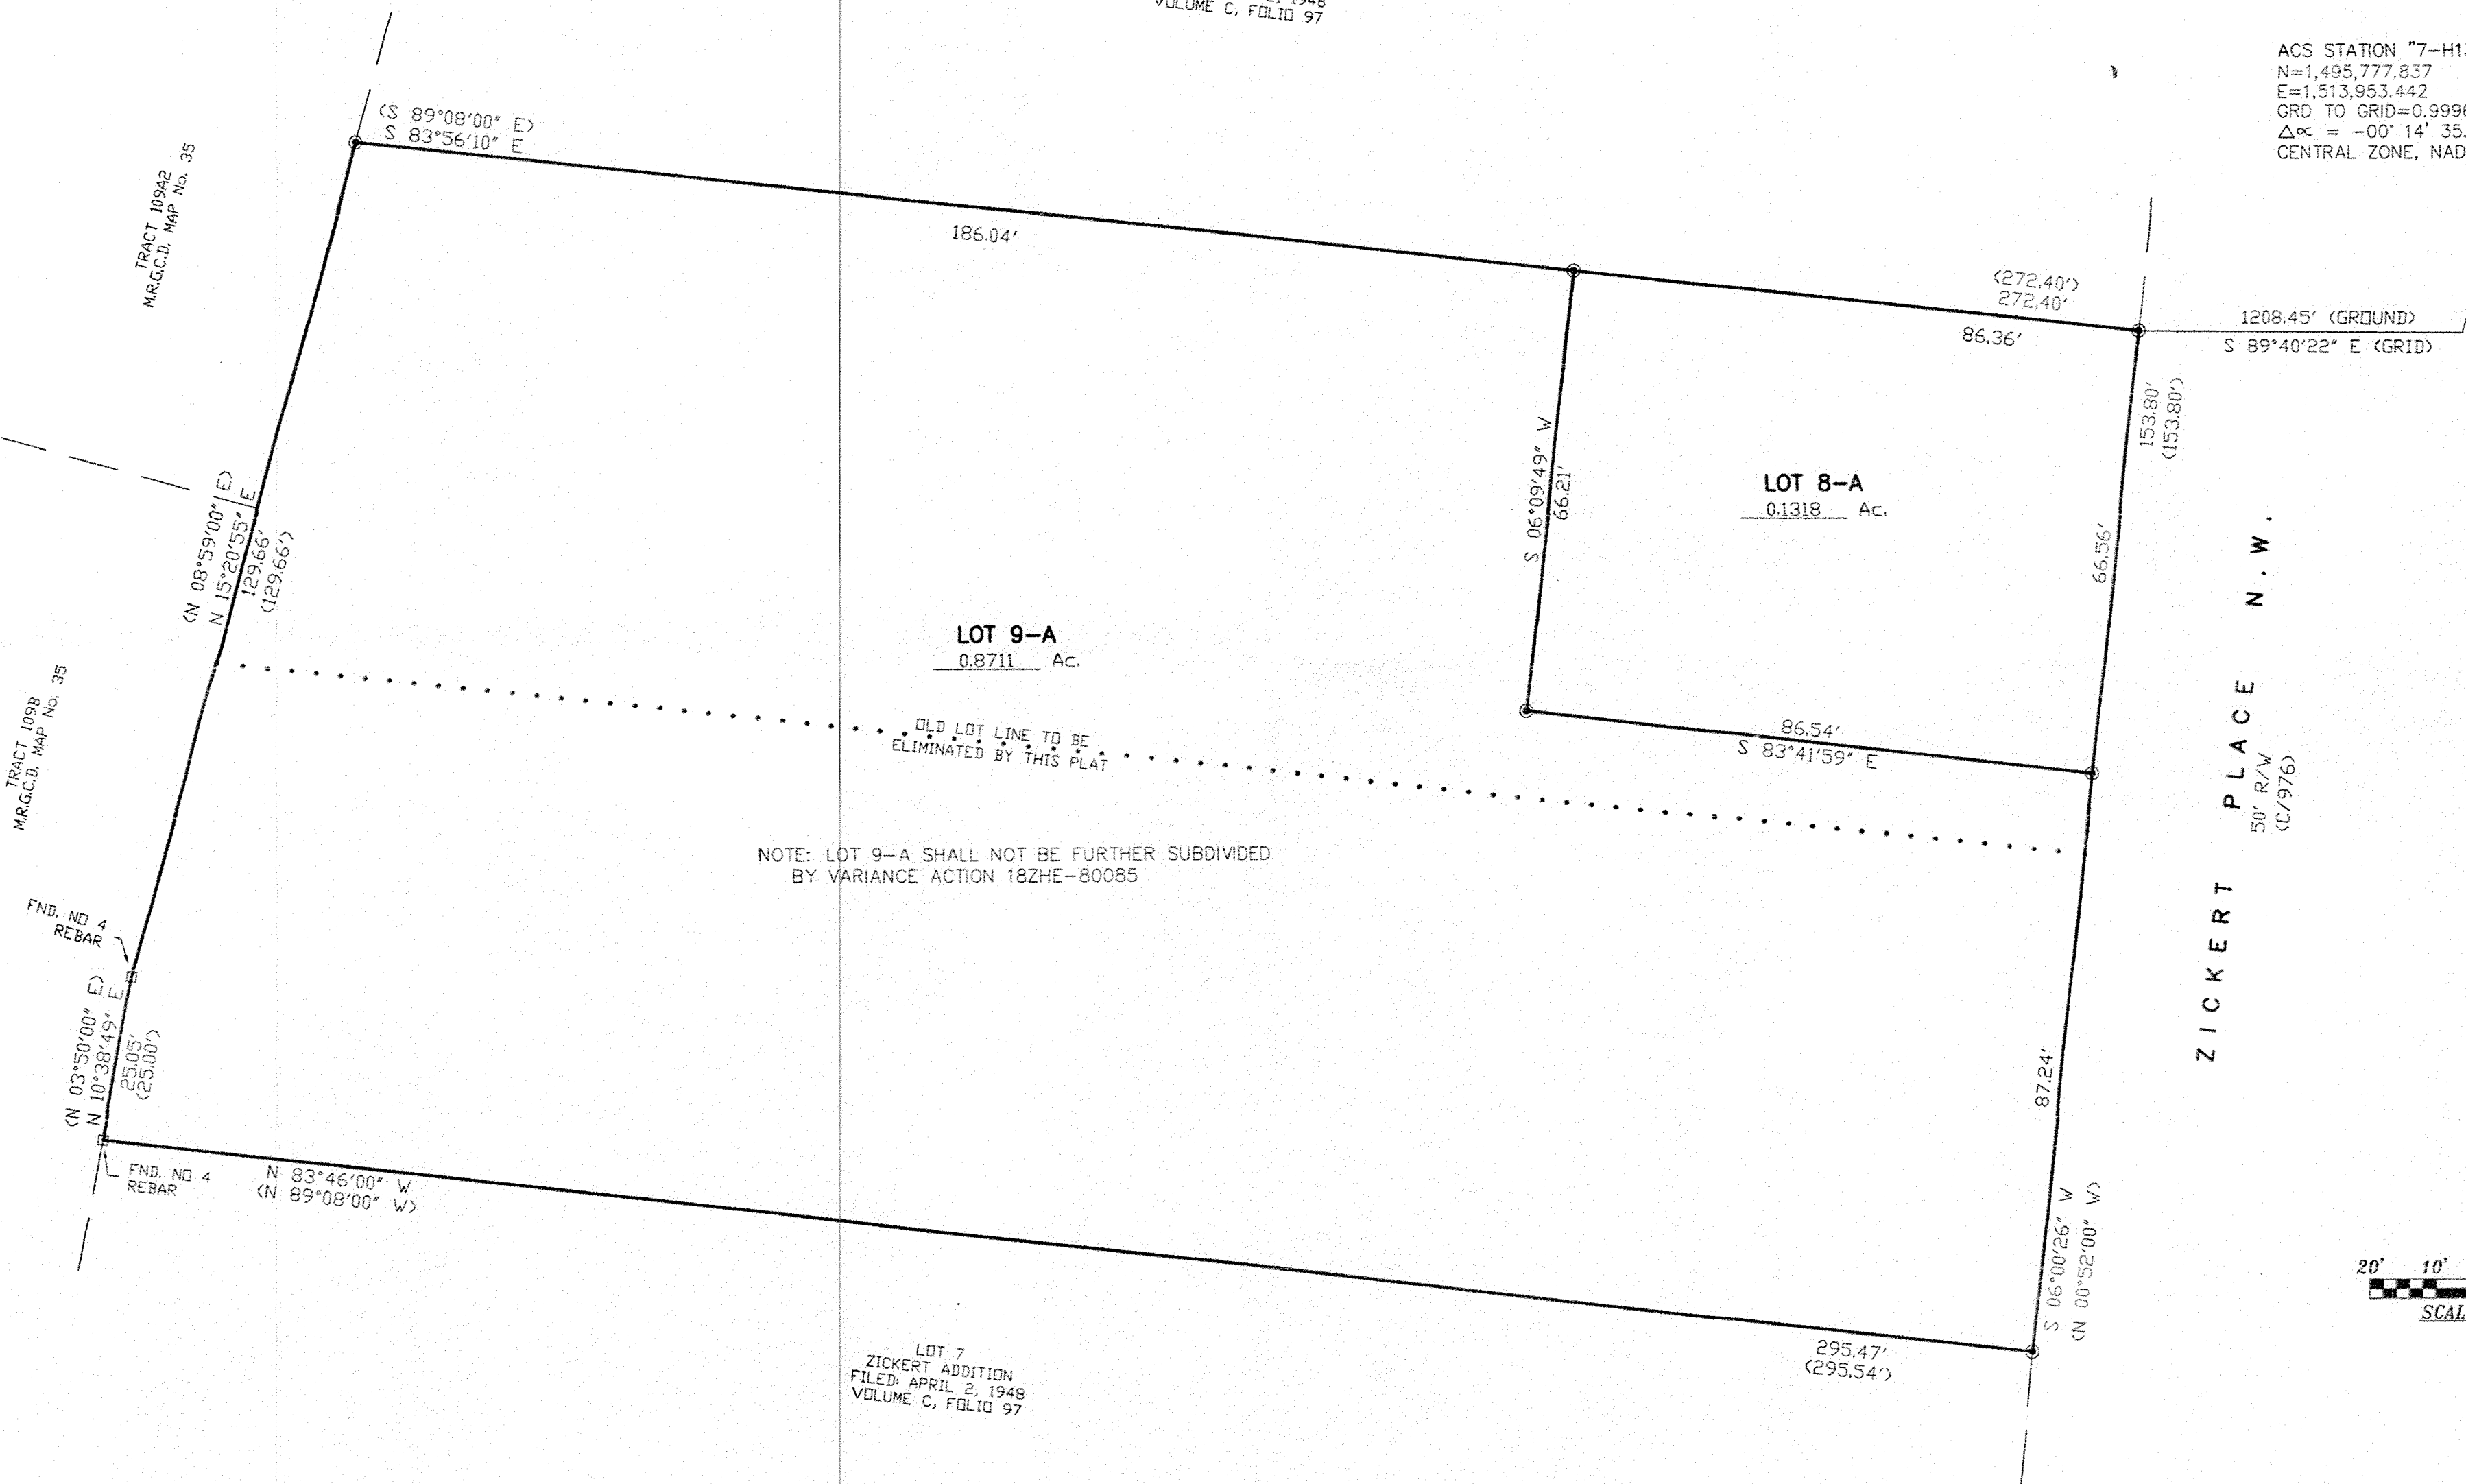 VOLUME C, FOLIO 97
ACS STATION "7-H1
N=1,495,777.837
E=1,513,953.442
GRD TO GRID=0.9996
Δ∝ = -00° 14' 35.
CENTRAL ZONE, NAD
(S 89°08'00" E)
S 83°56'10" E
TRACT 109A2
M.R.G.C.D. MAP No. 35
186.04'
(272.40')
272.40'
86.36'
1208.45' (GROUND)
S 89°40'22" E (GRID)
153.80'
(153.80')
S 06°09'49" W
66.21'
LOT 8-A
0.1318 Ac.
66.56'
(N 08°59'00" E)
N 15°20'55" E
129.66'
(129.66')
LOT 9-A
0.8711 Ac.
OLD LOT LINE TO BE
ELIMINATED BY THIS PLAT
86.54'
S 83°41'59" E
ZICKERT PLACE N.W.
50' R/W
(C/976)
TRACT 109B
M.R.G.C.D. MAP No. 35
NOTE: LOT 9-A SHALL NOT BE FURTHER SUBDIVIDED
BY VARIANCE ACTION 18ZHE-80085
FND. NO 4
REBAR
(N 03°50'00" E)
N 10°38'49" E
25.05'
(25.00')
87.24'
FND. NO 4
REBAR
N 83°46'00" W
(N 89°08'00" W)
S 06°00'26" W
(N 00°52'00" W)
295.47'
(295.54')
LOT 7
ZICKERT ADDITION
FILED: APRIL 2, 1948
VOLUME C, FOLIO 97
20' 10'
SCAL